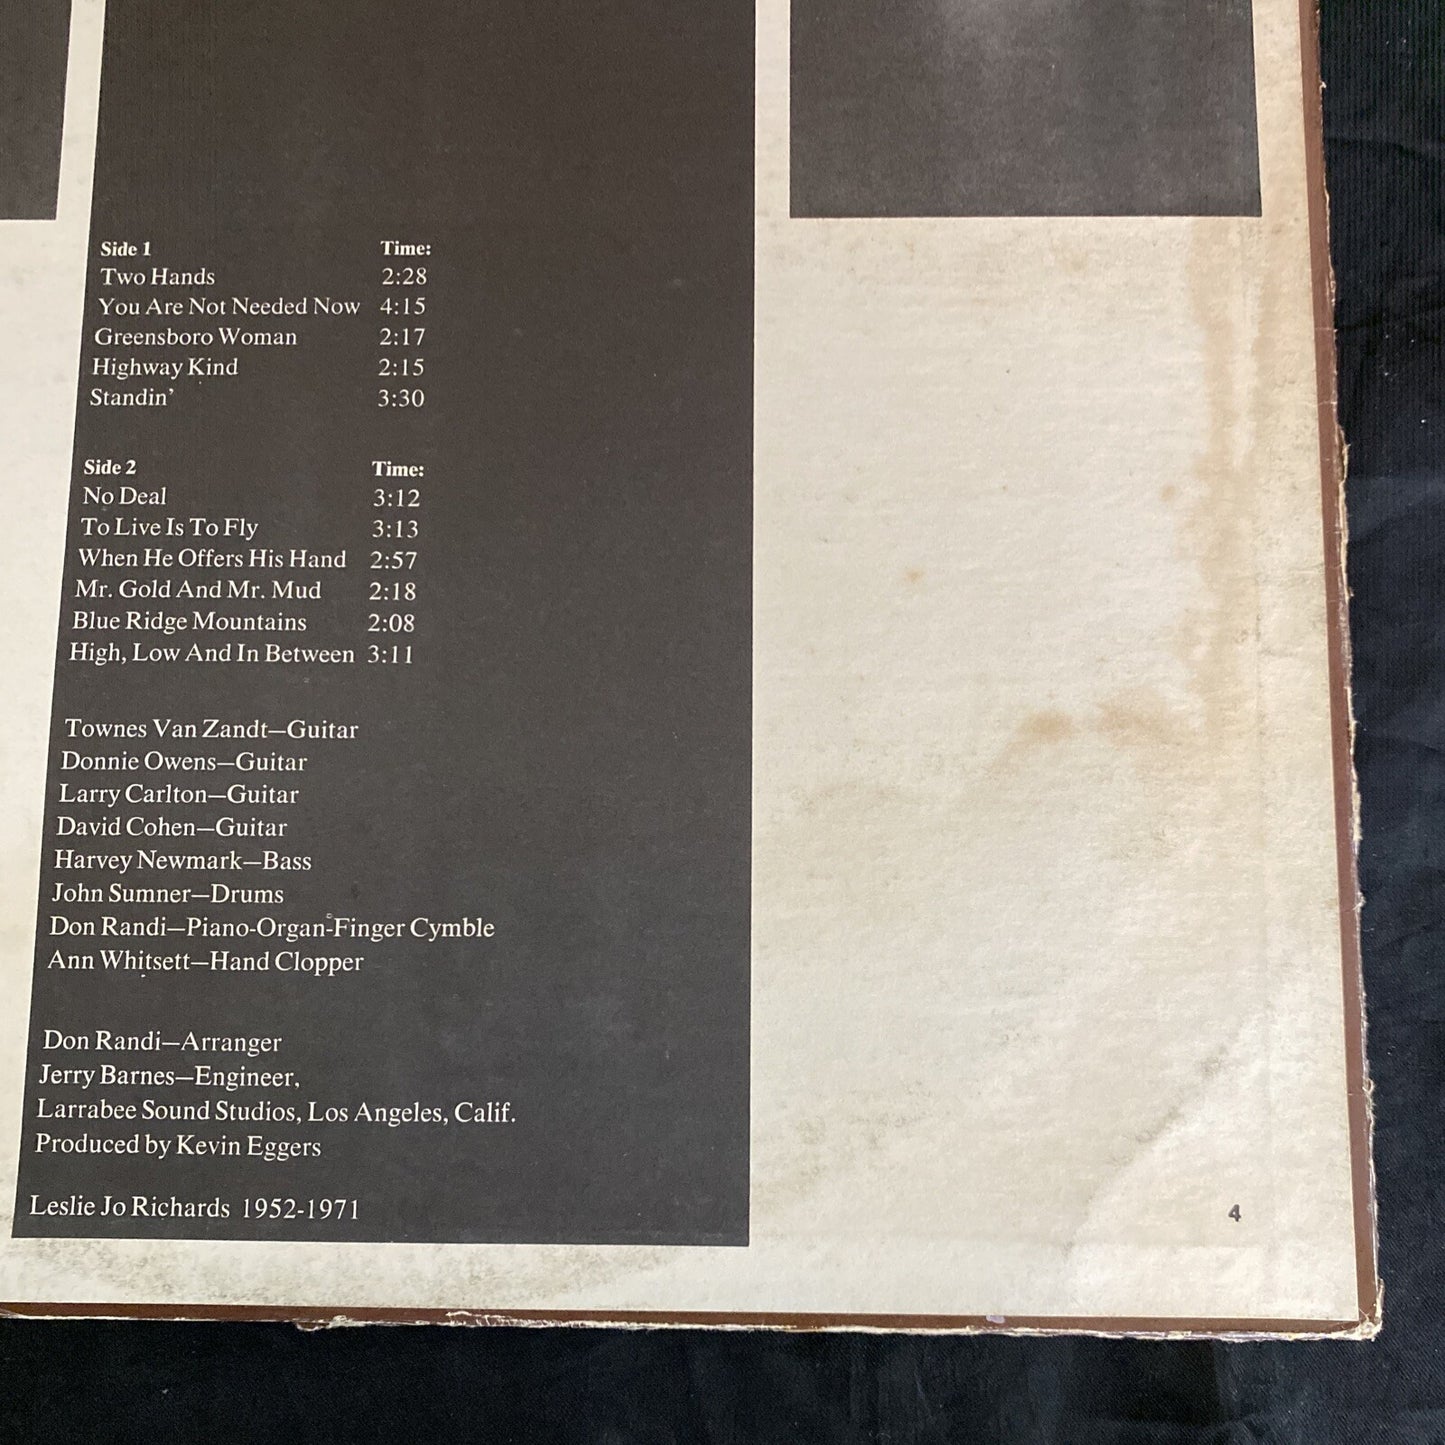 Side 1 Time:
Two Hands 2:28
You Are Not Needed Now 4:15
Greensboro Woman 2:17
Highway Kind 2:15
Standin' 3:30
Side 2 Time:
No Deal 3:12
To Live Is To Fly 3:13
When He Offers His Hand 2:57
Mr. Gold And Mr. Mud 2:18
Blue Ridge Mountains 2:08
High, Low And In Between 3:11
Townes Van Zandt—Guitar
Donnie Owens—Guitar
Larry Carlton—Guitar
David Cohen—Guitar
Harvey Newmark—Bass
John Sumner—Drums
Don Randi—Piano-Organ-Finger Cymble
Ann Whitsett—Hand Clopper
Don Randi—Arranger
Jerry Barnes—Engineer,
Larrabee Sound Studios, Los Angeles, Calif.
Produced by Kevin Eggers
Leslie Jo Richards 1952-1971
4